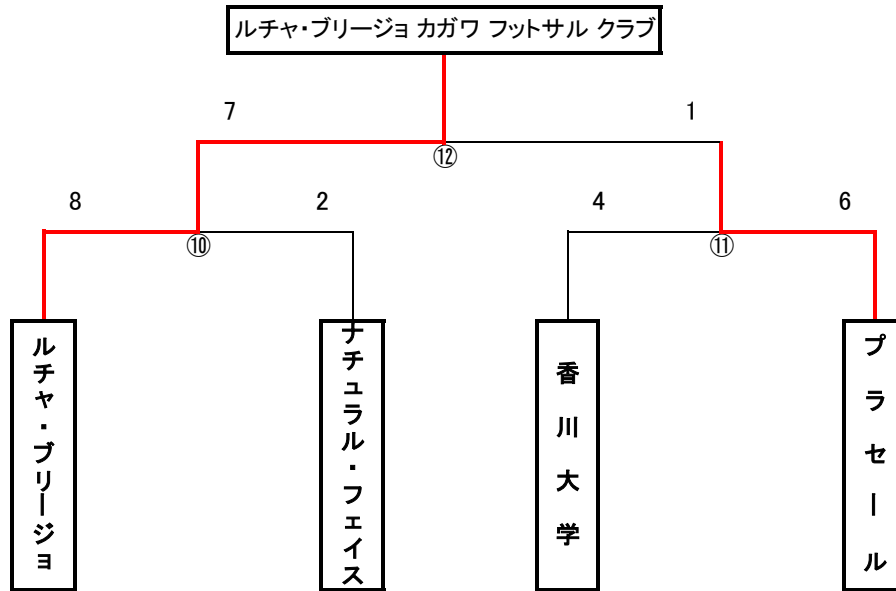 ルチャ・ブリージョ カガワ フットサル クラブ
7
1
⑫
8
2
4
6
⑩
⑪
ルチャ・ブリージョ
ナチュラル・フェイス
香川大学
プラセール